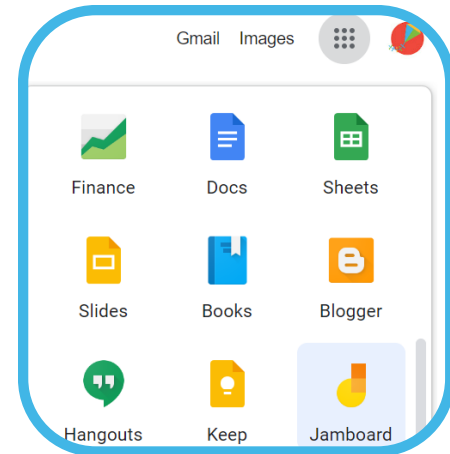 Gmail Images
Finance Docs Sheets
Slides Books Blogger
Hangouts Keep Jamboard